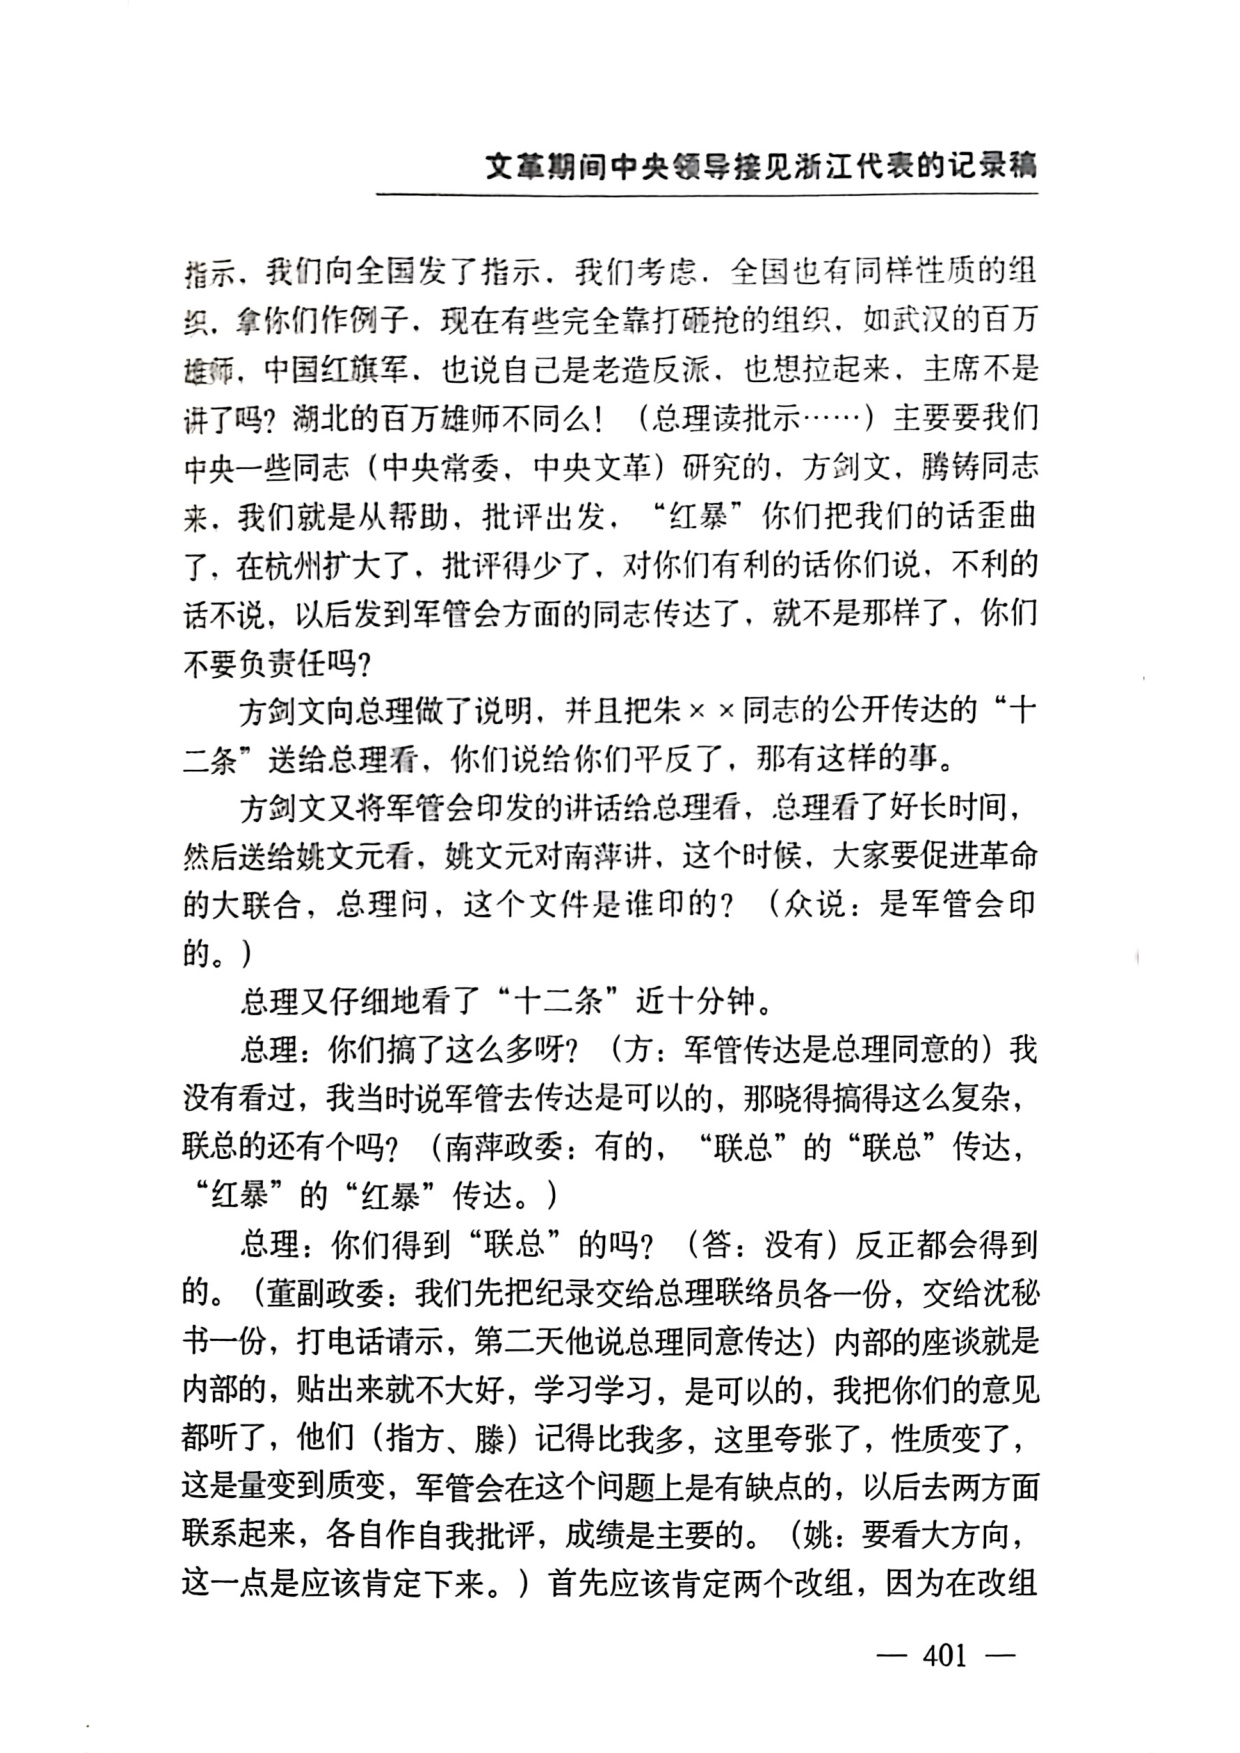 文革期间中央领导接见浙江代表的记录稿
指示，我们向全国发了指示，我们考虑，全国也有同样性质的组
织，拿你们作例子，现在有些完全靠打砸抢的组织，如武汉的百万
雄师，中国红旗军，也说自己是老造反派，也想拉起来，主席不是
讲了吗？湖北的百万雄师不同么！（总理读批示……）主要要我们
中央一些同志（中央常委，中央文革）研究的，方剑文，腾铸同志
来，我们就是从帮助，批评出发，“红暴”你们把我们的话歪曲
了，在杭州扩大了，批评得少了，对你们有利的话你们说，不利的
话不说，以后发到军管会方面的同志传达了，就不是那样了，你们
不要负责任吗？
方剑文向总理做了说明，并且把朱××同志的公开传达的“十
二条”送给总理看，你们说给你们平反了，那有这样的事。
方剑文又将军管会印发的讲话给总理看，总理看了好长时间，
然后送给姚文元看，姚文元对南萍讲，这个时候，大家要促进革命
的大联合，总理问，这个文件是谁印的？（众说：是军管会印
的。）
总理又仔细地看了“十二条”近十分钟。
总理：你们搞了这么多呀？（方：军管传达是总理同意的）我
没有看过，我当时说军管去传达是可以的，那晓得搞得这么复杂，
联总的还有个吗？（南萍政委：有的，“联总”的“联总”传达，
“红暴”的“红暴”传达。）
总理：你们得到“联总”的吗？（答：没有）反正都会得到
的。（董副政委：我们先把纪录交给总理联络员各一份，交给沈秘
书一份，打电话请示，第二天他说总理同意传达）内部的座谈就是
内部的，贴出来就不大好，学习学习，是可以的，我把你们的意见
都听了，他们（指方、滕）记得比我多，这里夸张了，性质变了，
这是量变到质变，军管会在这个问题上是有缺点的，以后去两方面
联系起来，各自作自我批评，成绩是主要的。（姚：要看大方向，
这一点是应该肯定下来。）首先应该肯定两个改组，因为在改组
— 401 —